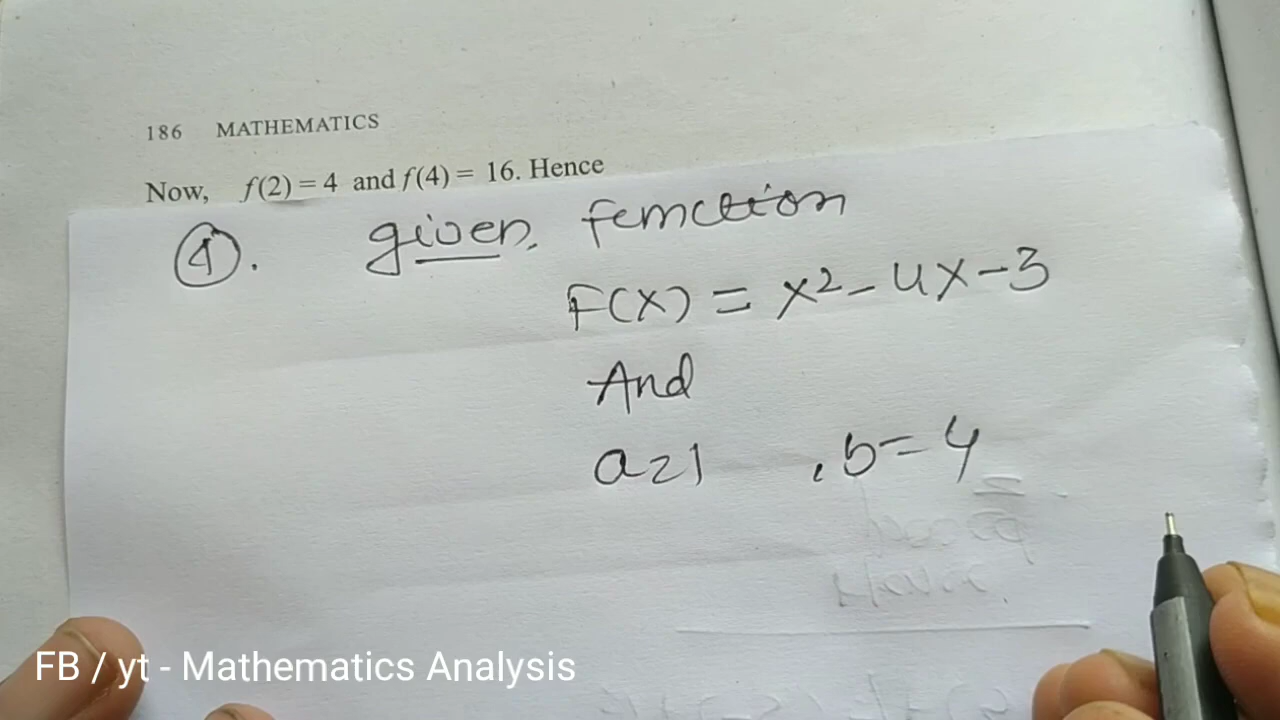 186 MATHEMATICS
Now, f(2) = 4 and f(4) = 16. Hence
4. given, function
F(x) = x² - 4x - 3
And
a=1 , b=4
FB / yt - Mathematics Analysis